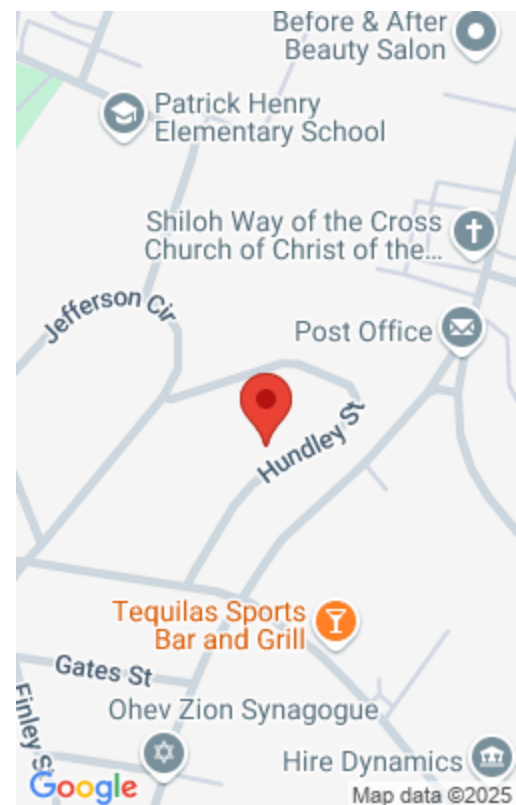 Before & After
Beauty Salon
Patrick Henry
Elementary School
Shiloh Way of the Cross
Church of Christ of the...
Jefferson Cir
Post Office
Hundley St
Tequilas Sports
Bar and Grill
Gates St
Finley S
Ohev Zion Synagogue
Hire Dynamics
Google
Map data ©2025